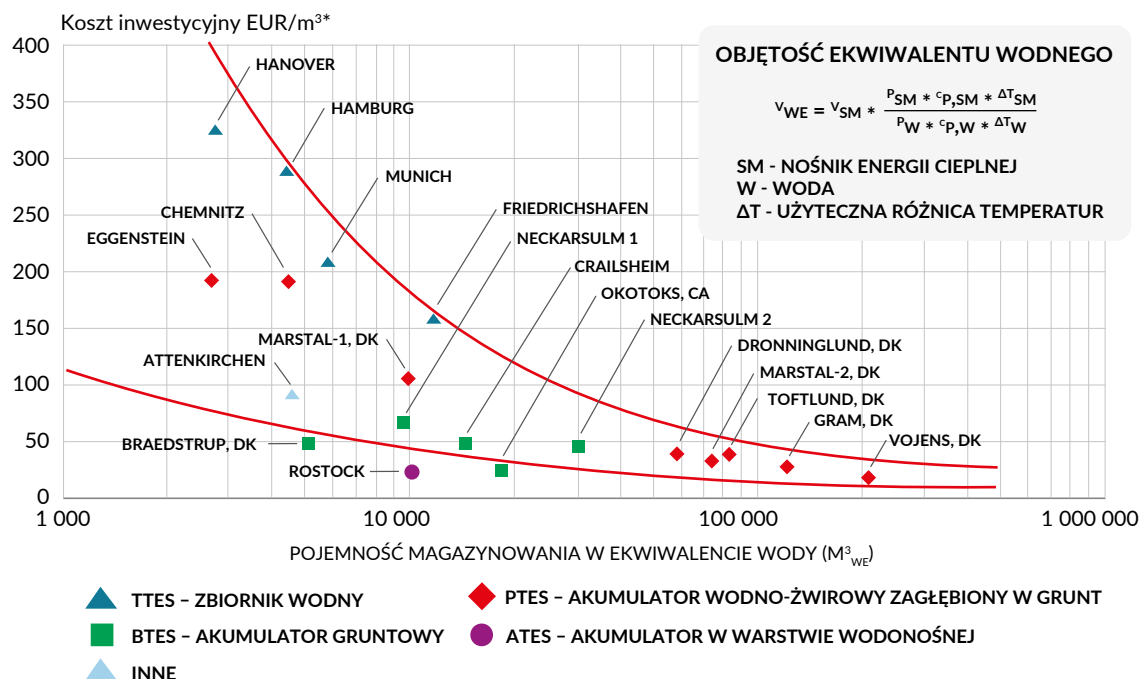 Koszt inwestycyjny EUR/m³*
400
350
300
250
200
150
100
50
0
HANOVER
HAMBURG
MUNICH
CHEMNITZ
EGGENSTEIN
FRIEDRICHSHAFEN
NECKARSULM 1
CRAILSHEIM
OKOTOKS, CA
NECKARSULM 2
MARSTAL-1, DK
ATTENKIRCHEN
DRONNINGLUND, DK
MARSTAL-2, DK
TOFTLUND, DK
GRAM, DK
VOJENS, DK
BRAEDSTRUP, DK
ROSTOCK
OBJĘTOŚĆ EKWIWALENTU WODNEGO
VWE = VSM * PSM * cP,SM * ΔTSM
PW * cP,W * ΔTW
SM - NOŚNIK ENERGII CIEPLNEJ
W - WODA
ΔT - UŻYTECZNA RÓŻNICA TEMPERATUR
1 000
10 000
100 000
1 000 000
POJEMNOŚĆ MAGAZYNOWANIA W EKWIWALENCIE WODY (M³WE)
TTES – ZBIORNIK WODNY
PTES – AKUMULATOR WODNO-ŻWIROWY ZAGŁĘBIONY W GRUNT
BTES – AKUMULATOR GRUNTOWY
ATES – AKUMULATOR W WARSTWIE WODONOŚNEJ
INNE